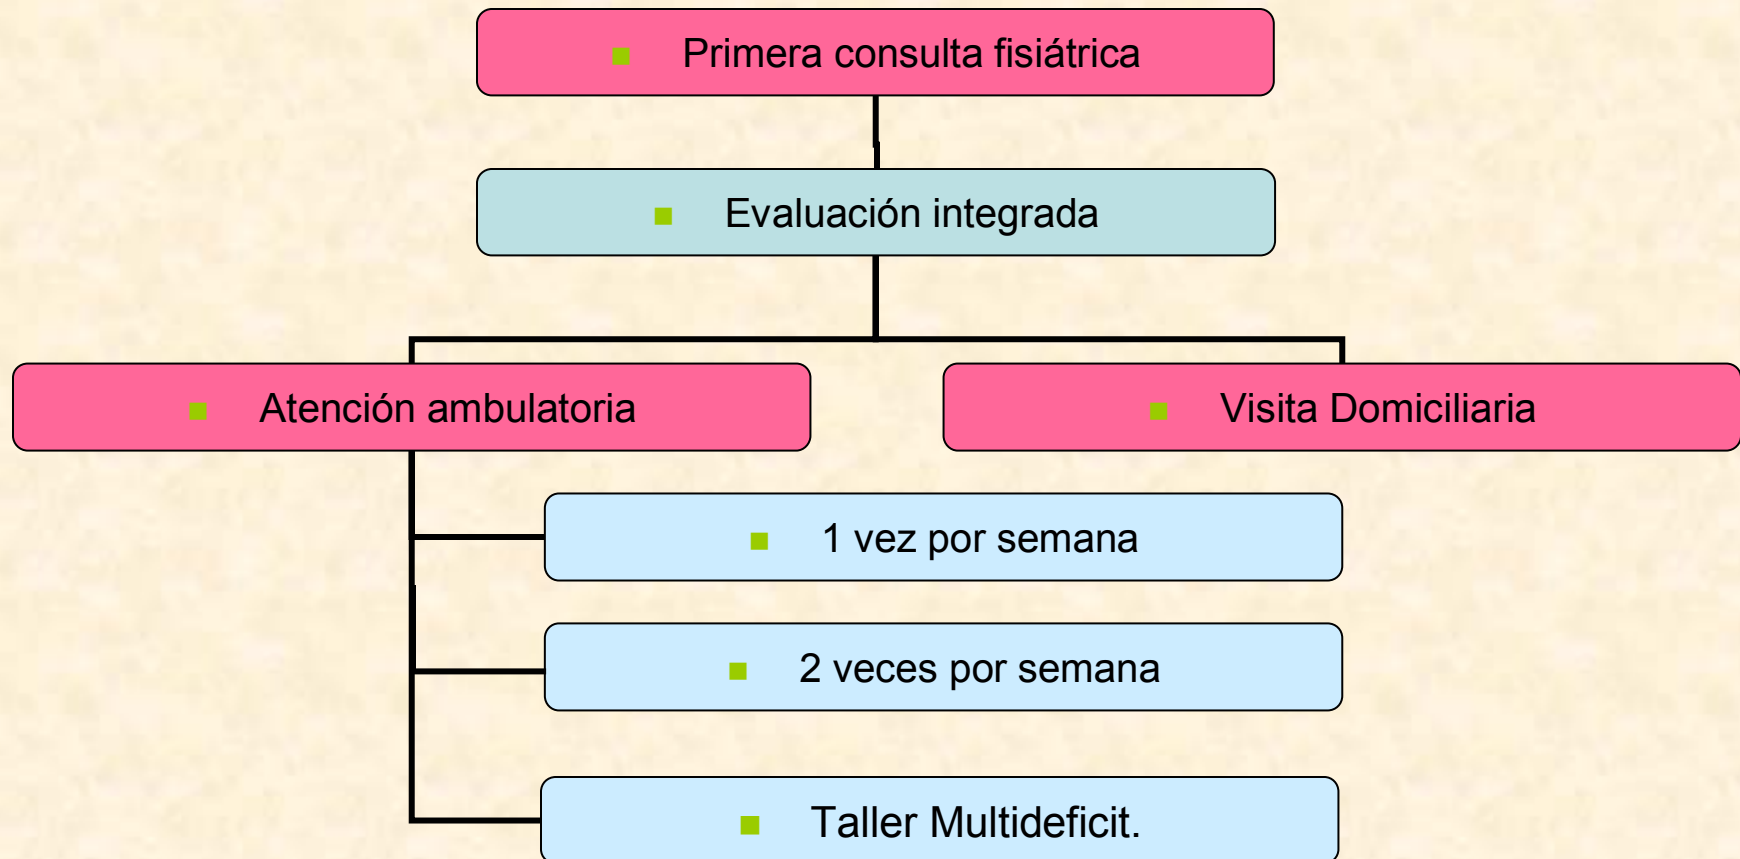 Primera consulta fisiátrica
Evaluación integrada
Atención ambulatoria
Visita Domiciliaria
1 vez por semana
2 veces por semana
Taller Multideficit.